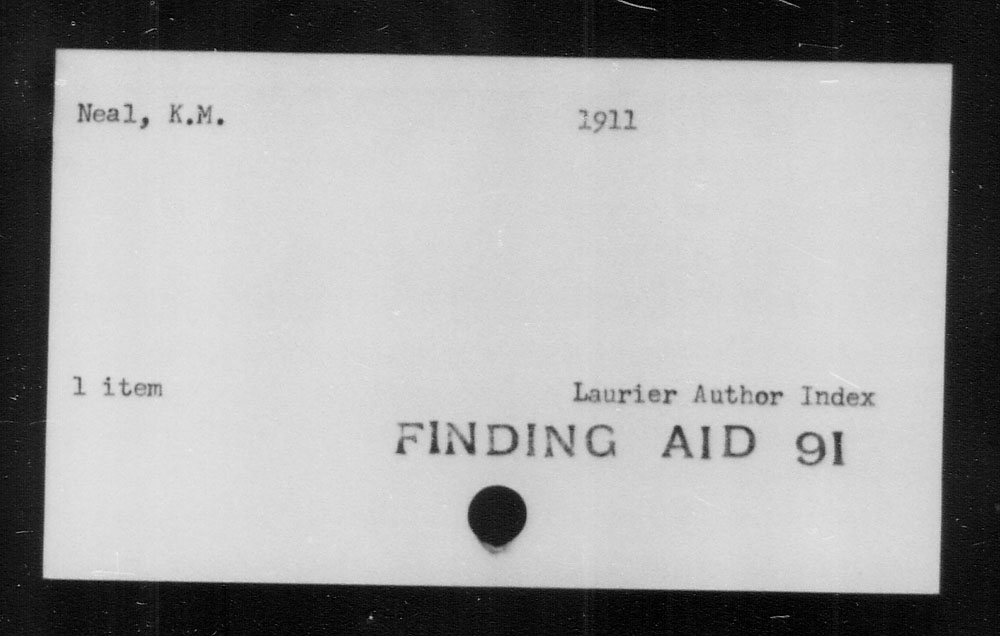 Neal, K.M. 1911
1 item Laurier Author Index
FINDING AID 91